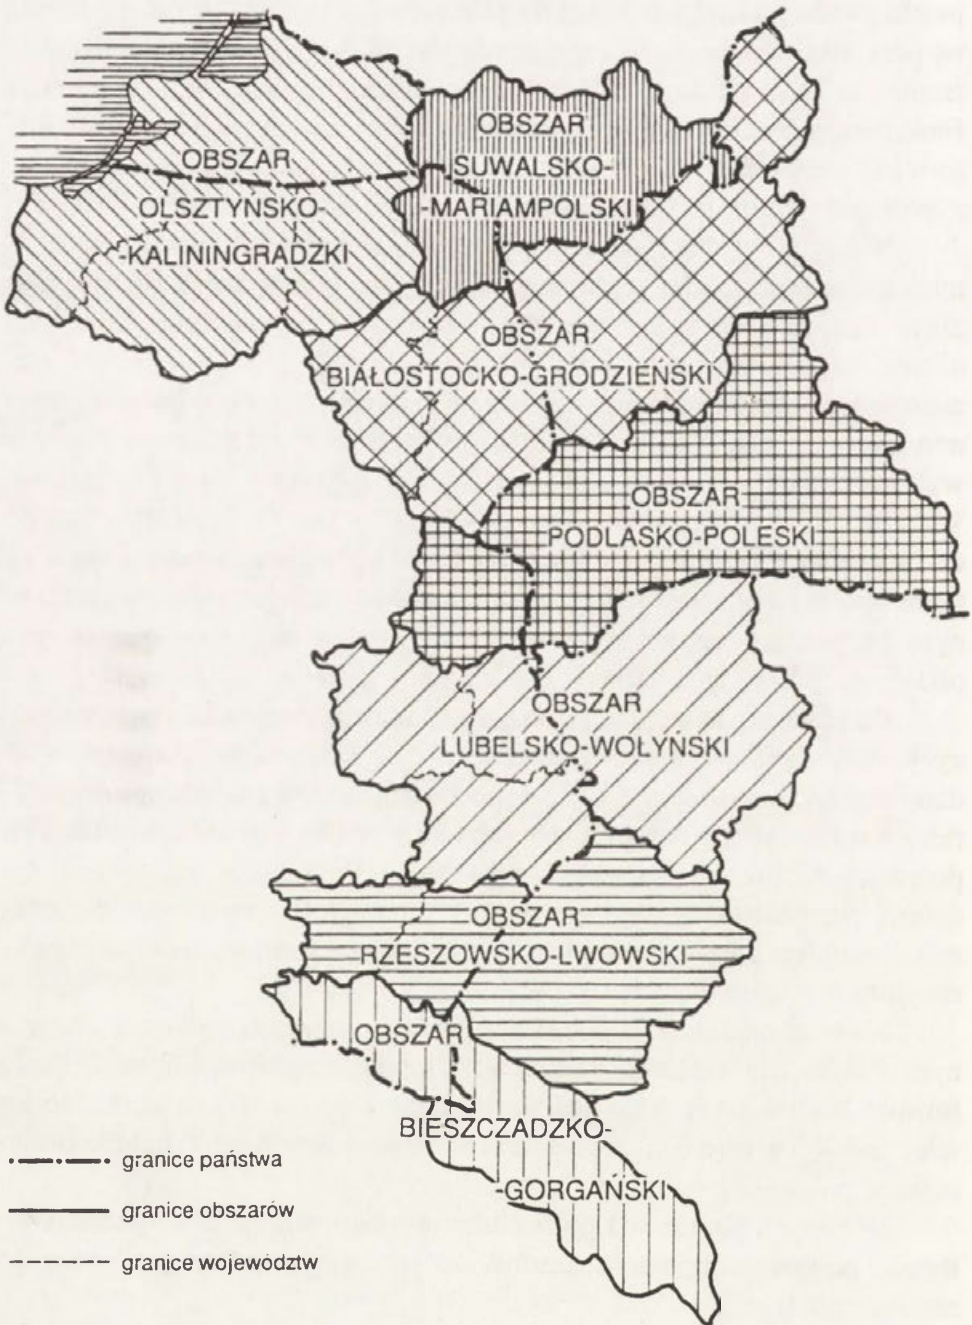 OBSZAR
SUWALSKO-
-MARIAMPOLSKI
OBSZAR
OLSZTYŃSKO-
-KALININGRADZKI
OBSZAR
BIAŁOSTOCKO-GRODZIEŃSKI
OBSZAR
PODLASKO-POLESKI
OBSZAR
LUBELSKO-WOŁYŃSKI
OBSZAR
RZESZOWSKO-LWOWSKI
OBSZAR
BIESZCZADZKO-
-GORGAŃSKI
granice państwa
granice obszarów
granice województw